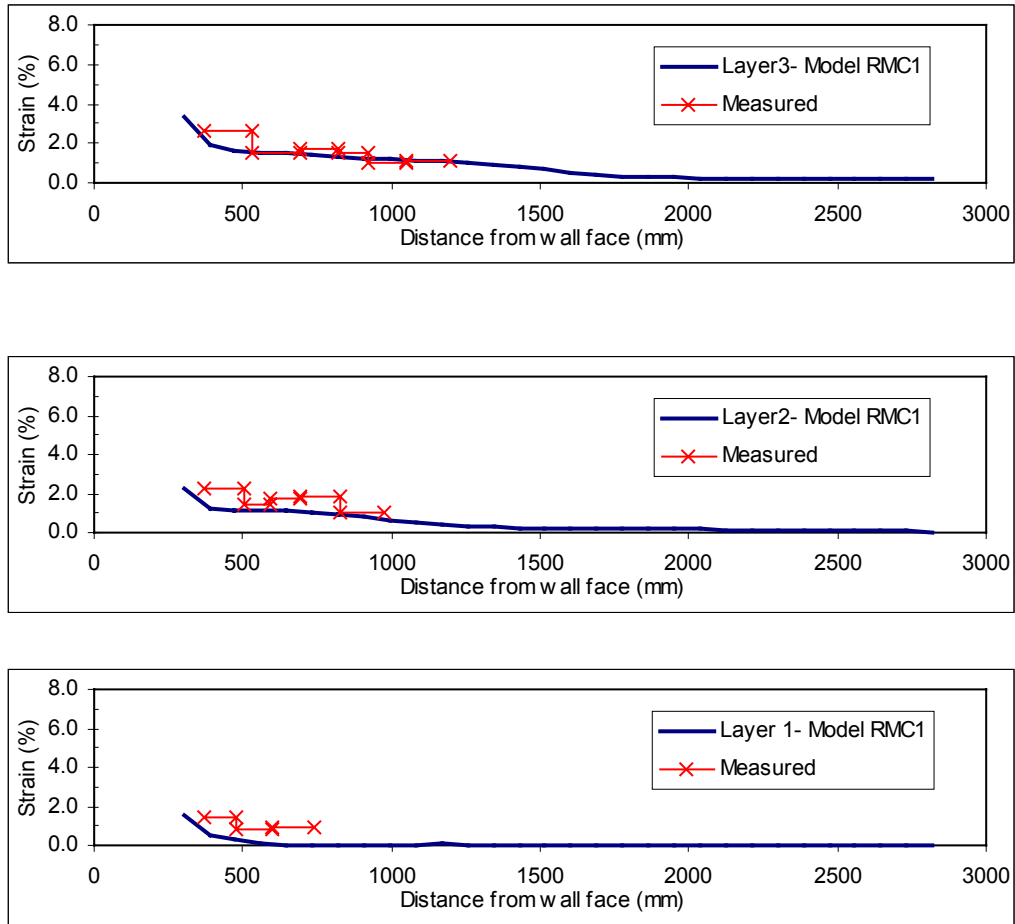 8.0
6.0
4.0
2.0
0.0
Strain (%)
Layer3- Model RMC1
Measured
0 500 1000 1500 2000 2500 3000
Distance from wall face (mm)
8.0
6.0
4.0
2.0
0.0
Strain (%)
Layer2- Model RMC1
Measured
0 500 1000 1500 2000 2500 3000
Distance from wall face (mm)
8.0
6.0
4.0
2.0
0.0
Strain (%)
Layer 1- Model RMC1
Measured
0 500 1000 1500 2000 2500 3000
Distance from wall face (mm)